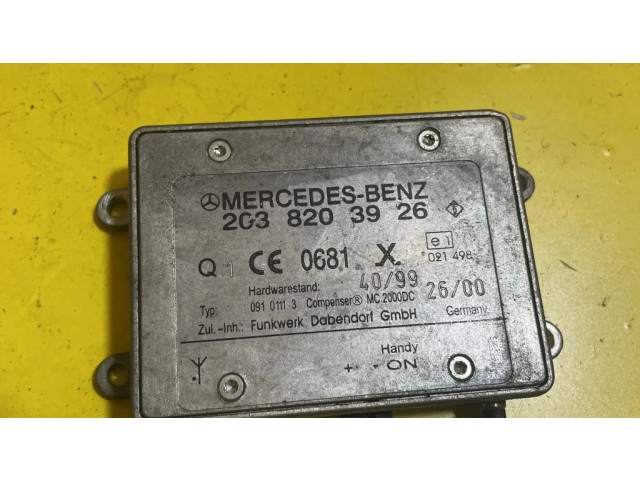 MERCEDES-BENZ
203 820 39 26
Q 1 CE 0681 X e1
021 498
Hardwarestand: 40/99
Typ: 091 0111 3 Compenser® MC 2000DC 26/00
Zul.-Inh.: Funkwerk Dabendorf GmbH Germany
Handy
+ - ON